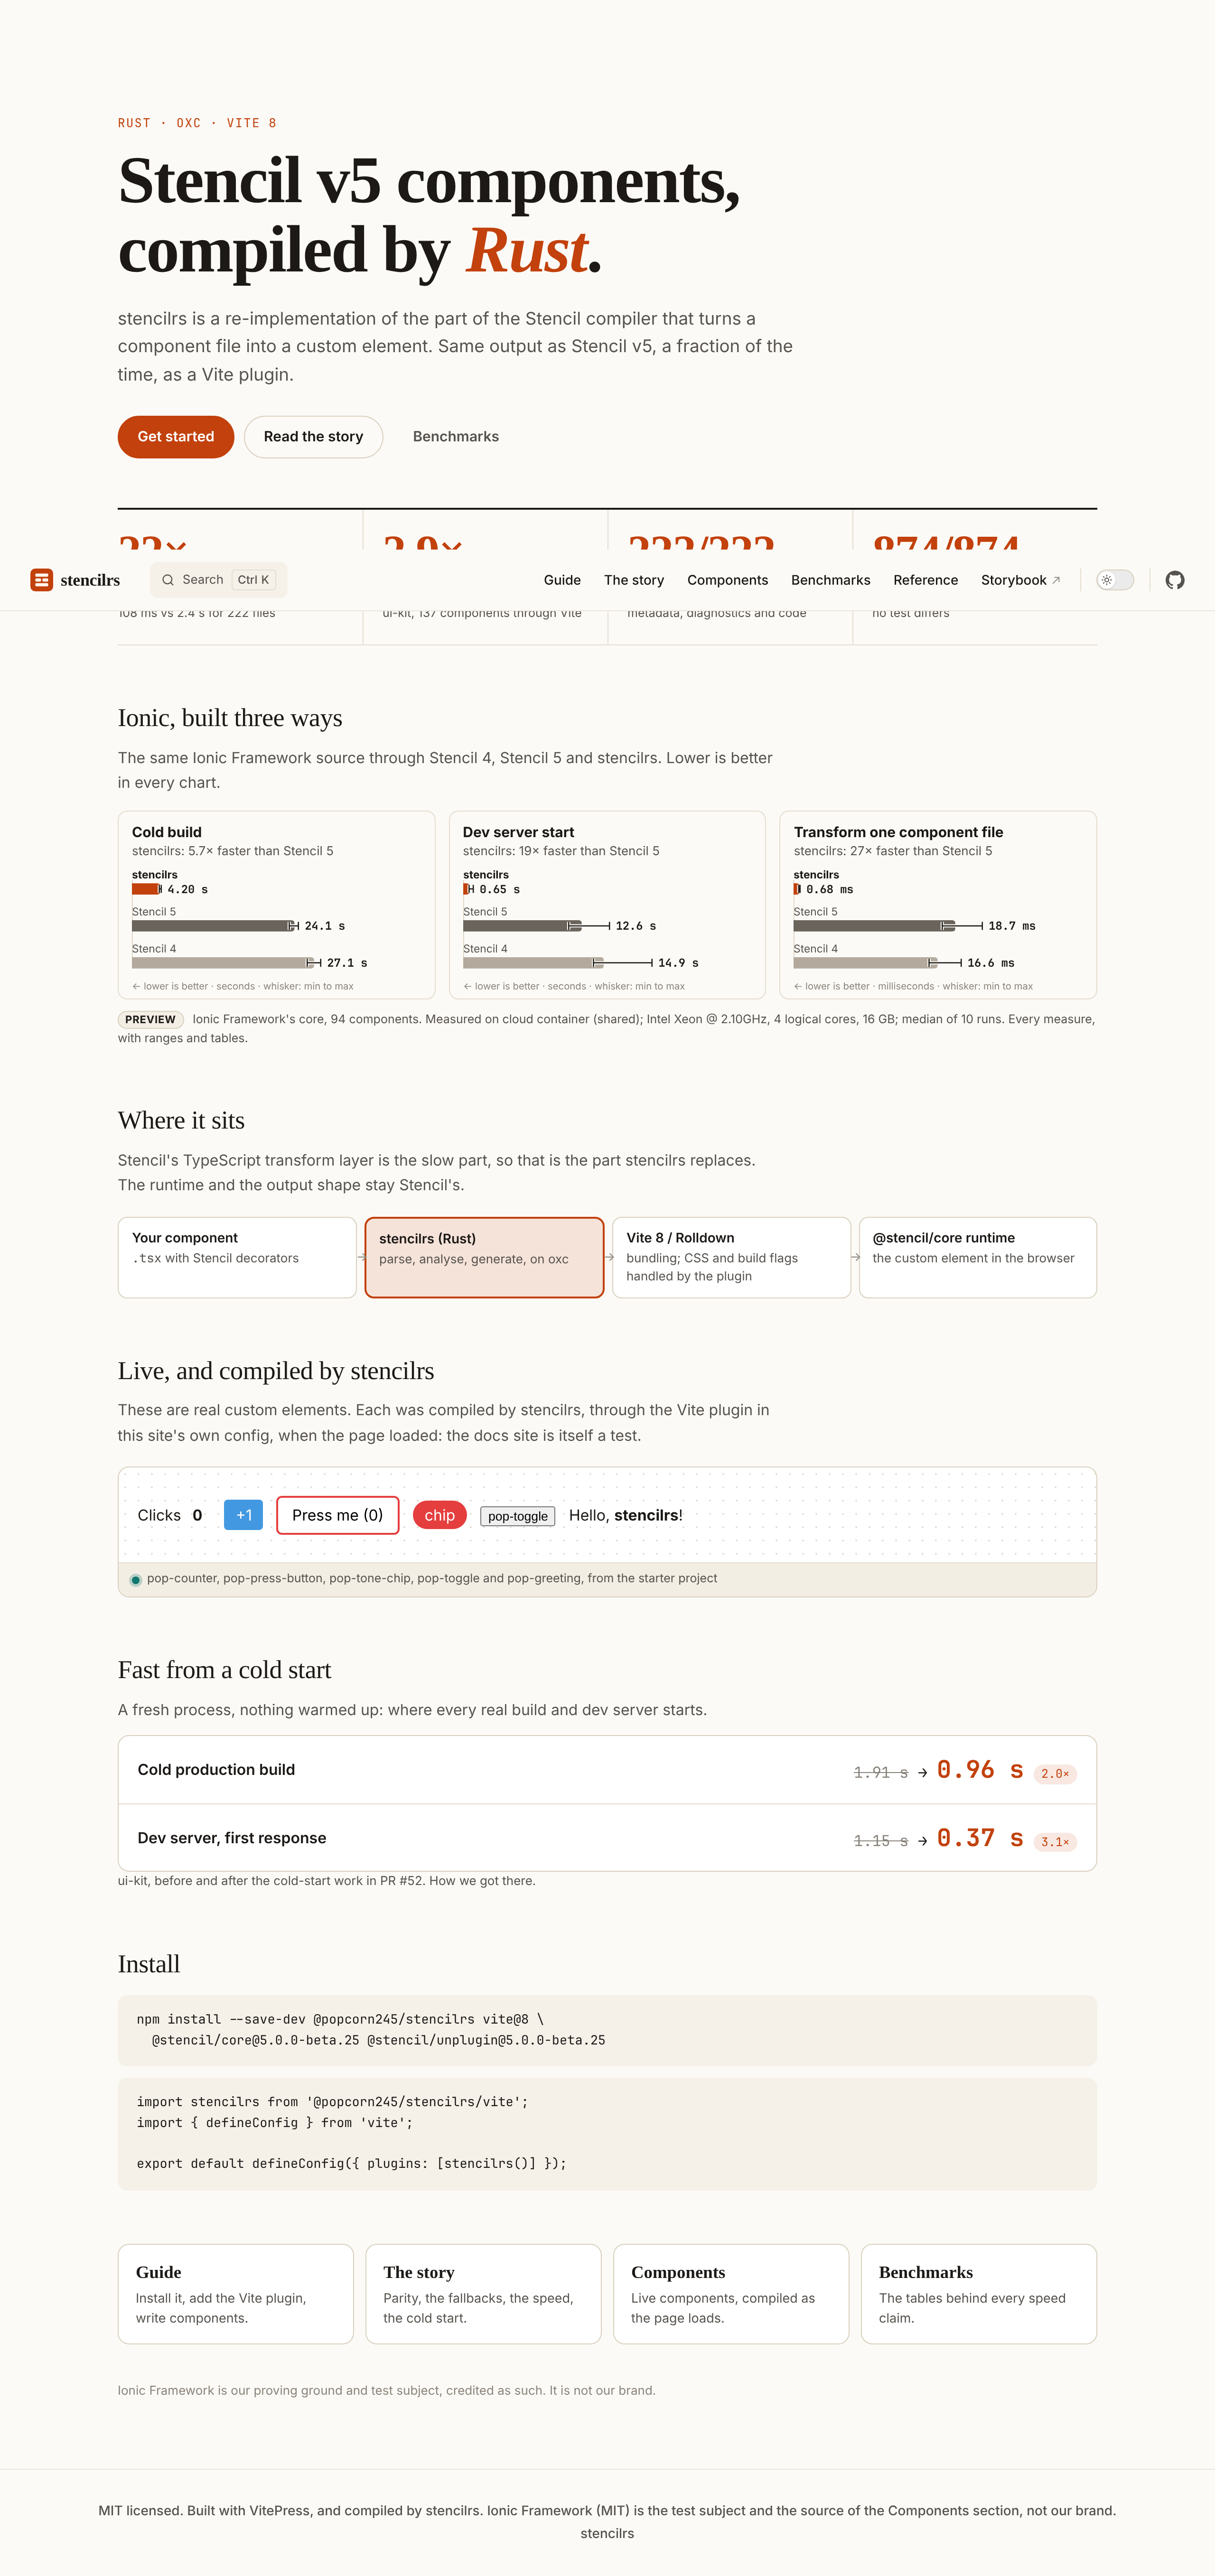 RUST · OXC · VITE 8
Stencil v5 components,
compiled by Rust.
stencilrs is a re-implementation of the part of the Stencil compiler that turns a
component file into a custom element. Same output as Stencil v5, a fraction of the
time, as a Vite plugin.
Get started
Read the story
Benchmarks
222/222
874/874
stencilrs
Search
Ctrl K
Guide
The story
Components
Benchmarks
Reference
Storybook ↗
108 ms vs 2.4 s for 222 files
ui-kit, 137 components through Vite
metadata, diagnostics and code
no test differs
Ionic, built three ways
The same Ionic Framework source through Stencil 4, Stencil 5 and stencilrs. Lower is better
in every chart.
Cold build
stencilrs: 5.7× faster than Stencil 5
stencilrs
4.20 s
Stencil 5
24.1 s
Stencil 4
27.1 s
← lower is better · seconds · whisker: min to max
Dev server start
stencilrs: 19× faster than Stencil 5
stencilrs
0.65 s
Stencil 5
12.6 s
Stencil 4
14.9 s
← lower is better · seconds · whisker: min to max
Transform one component file
stencilrs: 27× faster than Stencil 5
stencilrs
0.68 ms
Stencil 5
18.7 ms
Stencil 4
16.6 ms
← lower is better · milliseconds · whisker: min to max
PREVIEW Ionic Framework's core, 94 components. Measured on cloud container (shared); Intel Xeon @ 2.10GHz, 4 logical cores, 16 GB; median of 10 runs. Every measure,
with ranges and tables.
Where it sits
Stencil's TypeScript transform layer is the slow part, so that is the part stencilrs replaces.
The runtime and the output shape stay Stencil's.
Your component
.tsx with Stencil decorators
→
stencilrs (Rust)
parse, analyse, generate, on oxc
→
Vite 8 / Rolldown
bundling; CSS and build flags
handled by the plugin
→
@stencil/core runtime
the custom element in the browser
Live, and compiled by stencilrs
These are real custom elements. Each was compiled by stencilrs, through the Vite plugin in
this site's own config, when the page loaded: the docs site is itself a test.
Clicks 0
+1
Press me (0)
chip
pop-toggle
Hello, stencilrs!
pop-counter, pop-press-button, pop-tone-chip, pop-toggle and pop-greeting, from the starter project
Fast from a cold start
A fresh process, nothing warmed up: where every real build and dev server starts.
Cold production build
1.91 s → 0.96 s 2.0×
Dev server, first response
1.15 s → 0.37 s 3.1×
ui-kit, before and after the cold-start work in PR #52. How we got there.
Install
npm install --save-dev @popcorn245/stencilrs vite@8 \
@stencil/core@5.0.0-beta.25 @stencil/unplugin@5.0.0-beta.25
import stencilrs from '@popcorn245/stencilrs/vite';
import { defineConfig } from 'vite';
export default defineConfig({ plugins: [stencilrs()] });
Guide
Install it, add the Vite plugin,
write components.
The story
Parity, the fallbacks, the speed,
the cold start.
Components
Live components, compiled as
the page loads.
Benchmarks
The tables behind every speed
claim.
Ionic Framework is our proving ground and test subject, credited as such. It is not our brand.
MIT licensed. Built with VitePress, and compiled by stencilrs. Ionic Framework (MIT) is the test subject and the source of the Components section, not our brand.
stencilrs